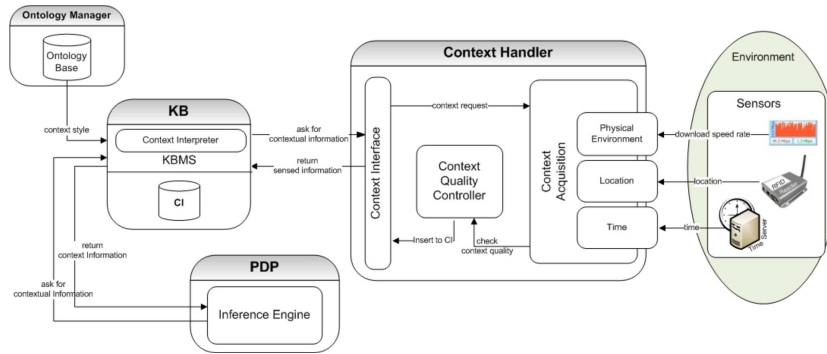 Ontology Manager
Ontology
Base
context style
KB
Context Interpreter
KBMS
CI
ask for
contextual information
return
sensed information
return
context Information
ask for
contextual Information
PDP
Inference Engine
Context Handler
Context Interface
context request
Context
Quality
Controller
Insert to CI
check
context quality
Context
Acquisition
Physical
Environment
Location
Time
download speed rate
location
time
Environment
Sensors
RFID
Time Server